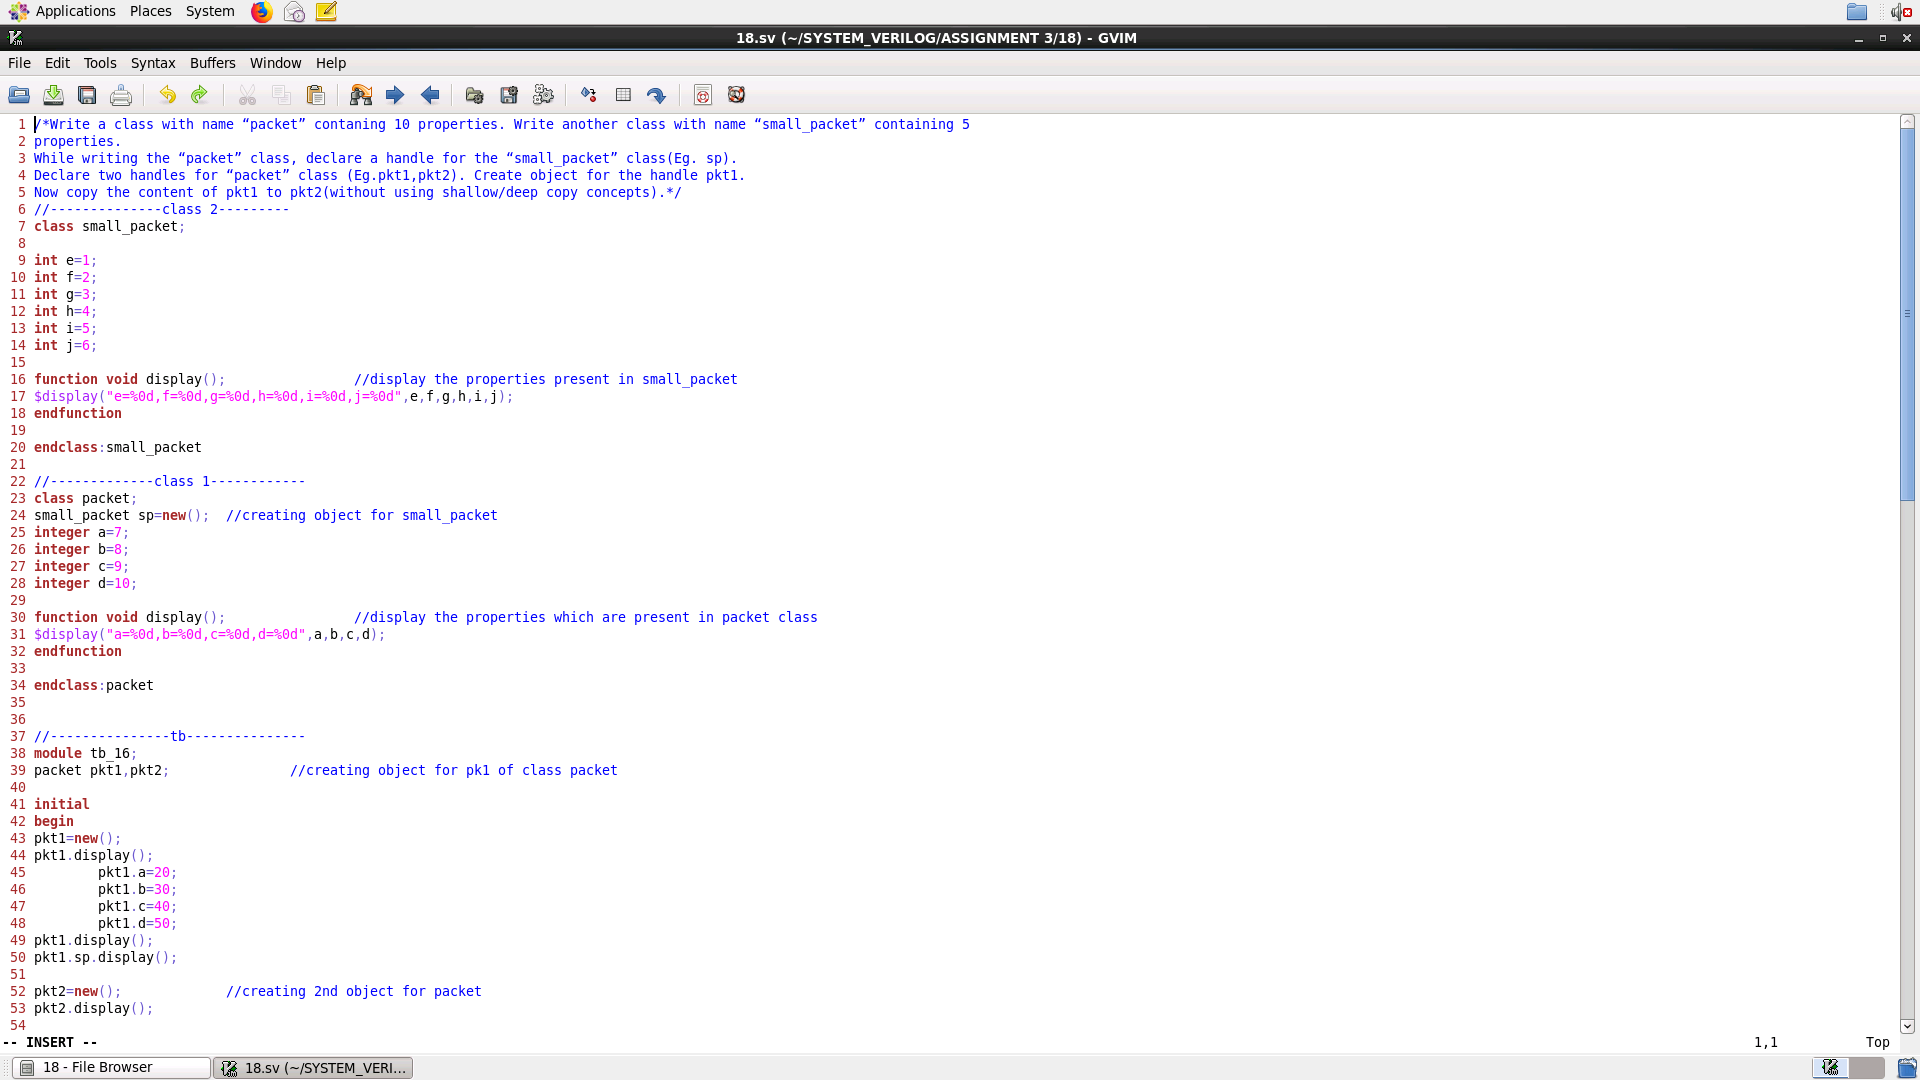 Applications Places System
18.sv (~/SYSTEM_VERILOG/ASSIGNMENT 3/18) - GVIM
File Edit Tools Syntax Buffers Window Help
1 /*Write a class with name “packet” contaning 10 properties. Write another class with name “small_packet” containing 5
2 properties.
3 While writing the “packet” class, declare a handle for the “small_packet” class(Eg. sp).
4 Declare two handles for “packet” class (Eg.pkt1,pkt2). Create object for the handle pkt1.
5 Now copy the content of pkt1 to pkt2(without using shallow/deep copy concepts).*/
6 //--------------class 2---------
7 class small_packet;
8
9 int e=1;
10 int f=2;
11 int g=3;
12 int h=4;
13 int i=5;
14 int j=6;
15
16 function void display(); //display the properties present in small_packet
17 $display("e=%0d,f=%0d,g=%0d,h=%0d,i=%0d,j=%0d",e,f,g,h,i,j);
18 endfunction
19
20 endclass:small_packet
21
22 //-------------class 1------------
23 class packet;
24 small_packet sp=new(); //creating object for small_packet
25 integer a=7;
26 integer b=8;
27 integer c=9;
28 integer d=10;
29
30 function void display(); //display the properties which are present in packet class
31 $display("a=%0d,b=%0d,c=%0d,d=%0d",a,b,c,d);
32 endfunction
33
34 endclass:packet
35
36
37 //---------------tb---------------
38 module tb_16;
39 packet pkt1,pkt2; //creating object for pk1 of class packet
40
41 initial
42 begin
43 pkt1=new();
44 pkt1.display();
45 pkt1.a=20;
46 pkt1.b=30;
47 pkt1.c=40;
48 pkt1.d=50;
49 pkt1.display();
50 pkt1.sp.display();
51
52 pkt2=new(); //creating 2nd object for packet
53 pkt2.display();
54
-- INSERT -- 1,1 Top
18 - File Browser 18.sv (~/SYSTEM_VERI...